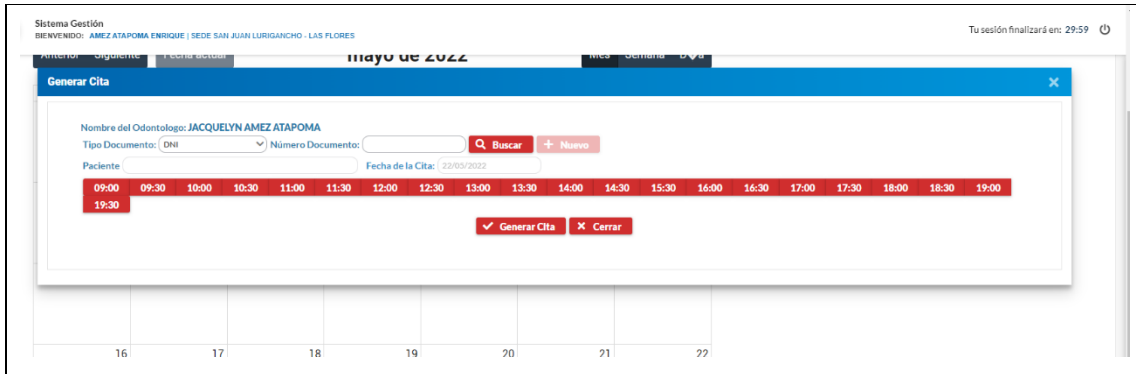 Sistema Gestión
BIENVENIDO: AMEZ ATAPOMA ENRIQUE | SEDE SAN JUAN LURIGANCHO - LAS FLORES
Tu sesión finalizará en: 29:59
Anterior Siguiente Fecha actual mayo de 2022 Mes Semana D�a
Generar Cita
Nombre del Odontologo: JACQUELYN AMEZ ATAPOMA
Tipo Documento: DNI Número Documento: Buscar + Nuevo
Paciente Fecha de la Cita: 22/05/2022
09:00 09:30 10:00 10:30 11:00 11:30 12:00 12:30 13:00 13:30 14:00 14:30 15:30 16:00 16:30 17:00 17:30 18:00 18:30 19:00
19:30
Generar CIta Cerrar
16 17 18 19 20 21 22